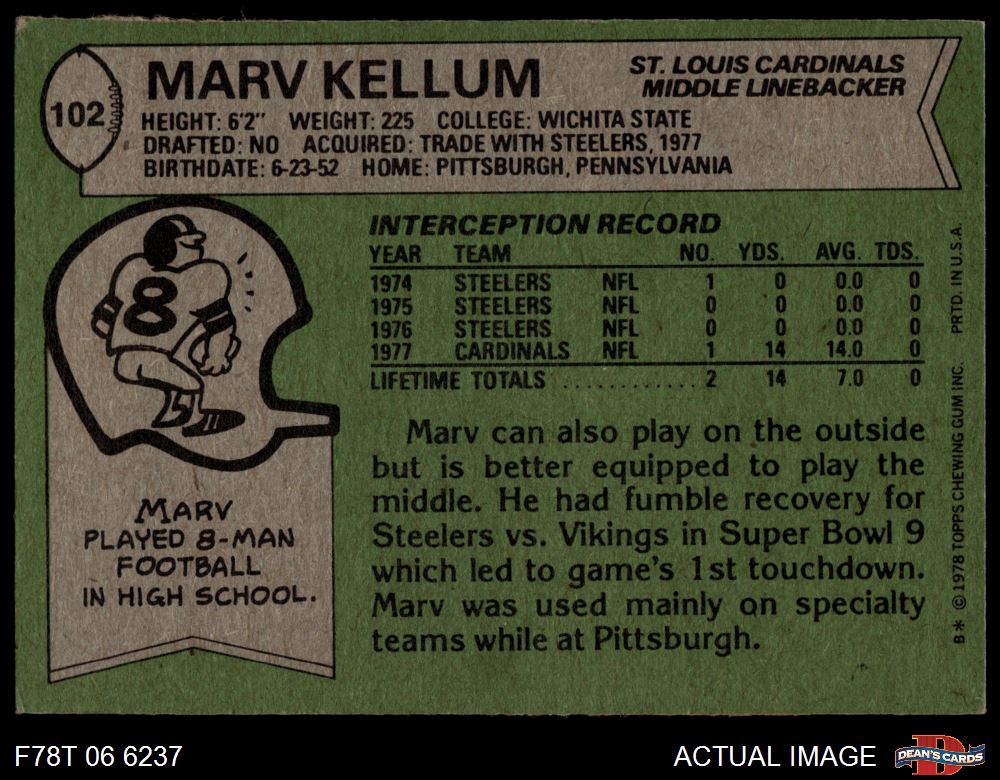 102
MARV KELLUM
ST. LOUIS CARDINALS
MIDDLE LINEBACKER
HEIGHT: 6'2" WEIGHT: 225 COLLEGE: WICHITA STATE
DRAFTED: NO ACQUIRED: TRADE WITH STEELERS, 1977
BIRTHDATE: 6-23-52 HOME: PITTSBURGH, PENNSYLVANIA
8
MARV
PLAYED 8-MAN
FOOTBALL
IN HIGH SCHOOL.
INTERCEPTION RECORD
YEAR TEAM NO. YDS. AVG. TDS.
1974 STEELERS NFL 1 0 0.0 0
1975 STEELERS NFL 0 0 0.0 0
1976 STEELERS NFL 0 0 0.0 0
1977 CARDINALS NFL 1 14 14.0 0
LIFETIME TOTALS ............ 2 14 7.0 0
Marv can also play on the outside
but is better equipped to play the
middle. He had fumble recovery for
Steelers vs. Vikings in Super Bowl 9
which led to game's 1st touchdown.
Marv was used mainly on specialty
teams while at Pittsburgh.
B* © 1978 TOPPS CHEWING GUM INC. PRTD. IN U.S.A.
F78T 06 6237
ACTUAL IMAGE
D
DEAN'S CARDS